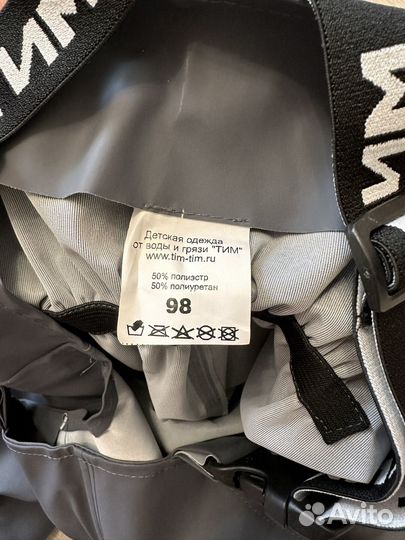 ТИМ
ТИМ
Детская одежда
от воды и грязи "ТИМ"
www.tim-tim.ru
50% полиэстр
50% полиуретан
98
Avito